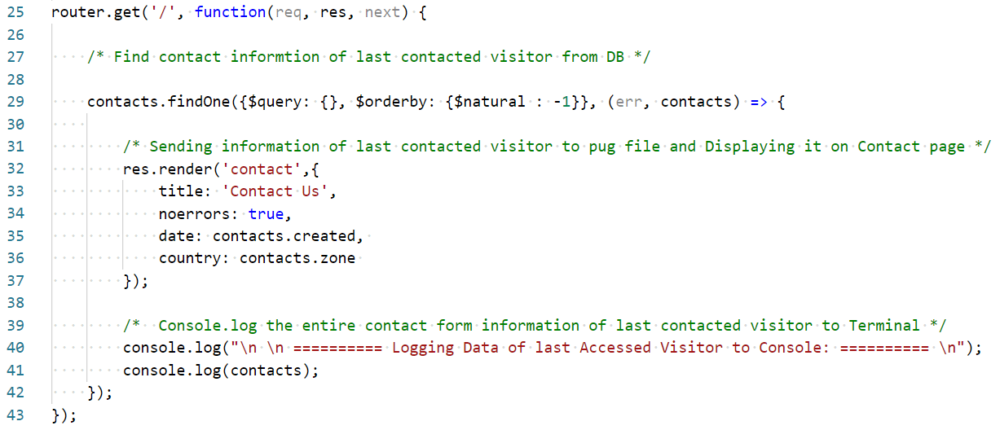 25 router.get('/', function(req, res, next) {
26
27 /* Find contact informtion of last contacted visitor from DB */
28
29 contacts.findOne({$query: {}, $orderby: {$natural : -1}}, (err, contacts) => {
30
31 /* Sending information of last contacted visitor to pug file and Displaying it on Contact page */
32 res.render('contact',{
33 title: 'Contact Us',
34 noerrors: true,
35 date: contacts.created,
36 country: contacts.zone
37 });
38
39 /*  Console.log the entire contact form information of last contacted visitor to Terminal */
40 console.log("\n \n ========== Logging Data of last Accessed Visitor to Console: ========== \n");
41 console.log(contacts);
42 });
43 });